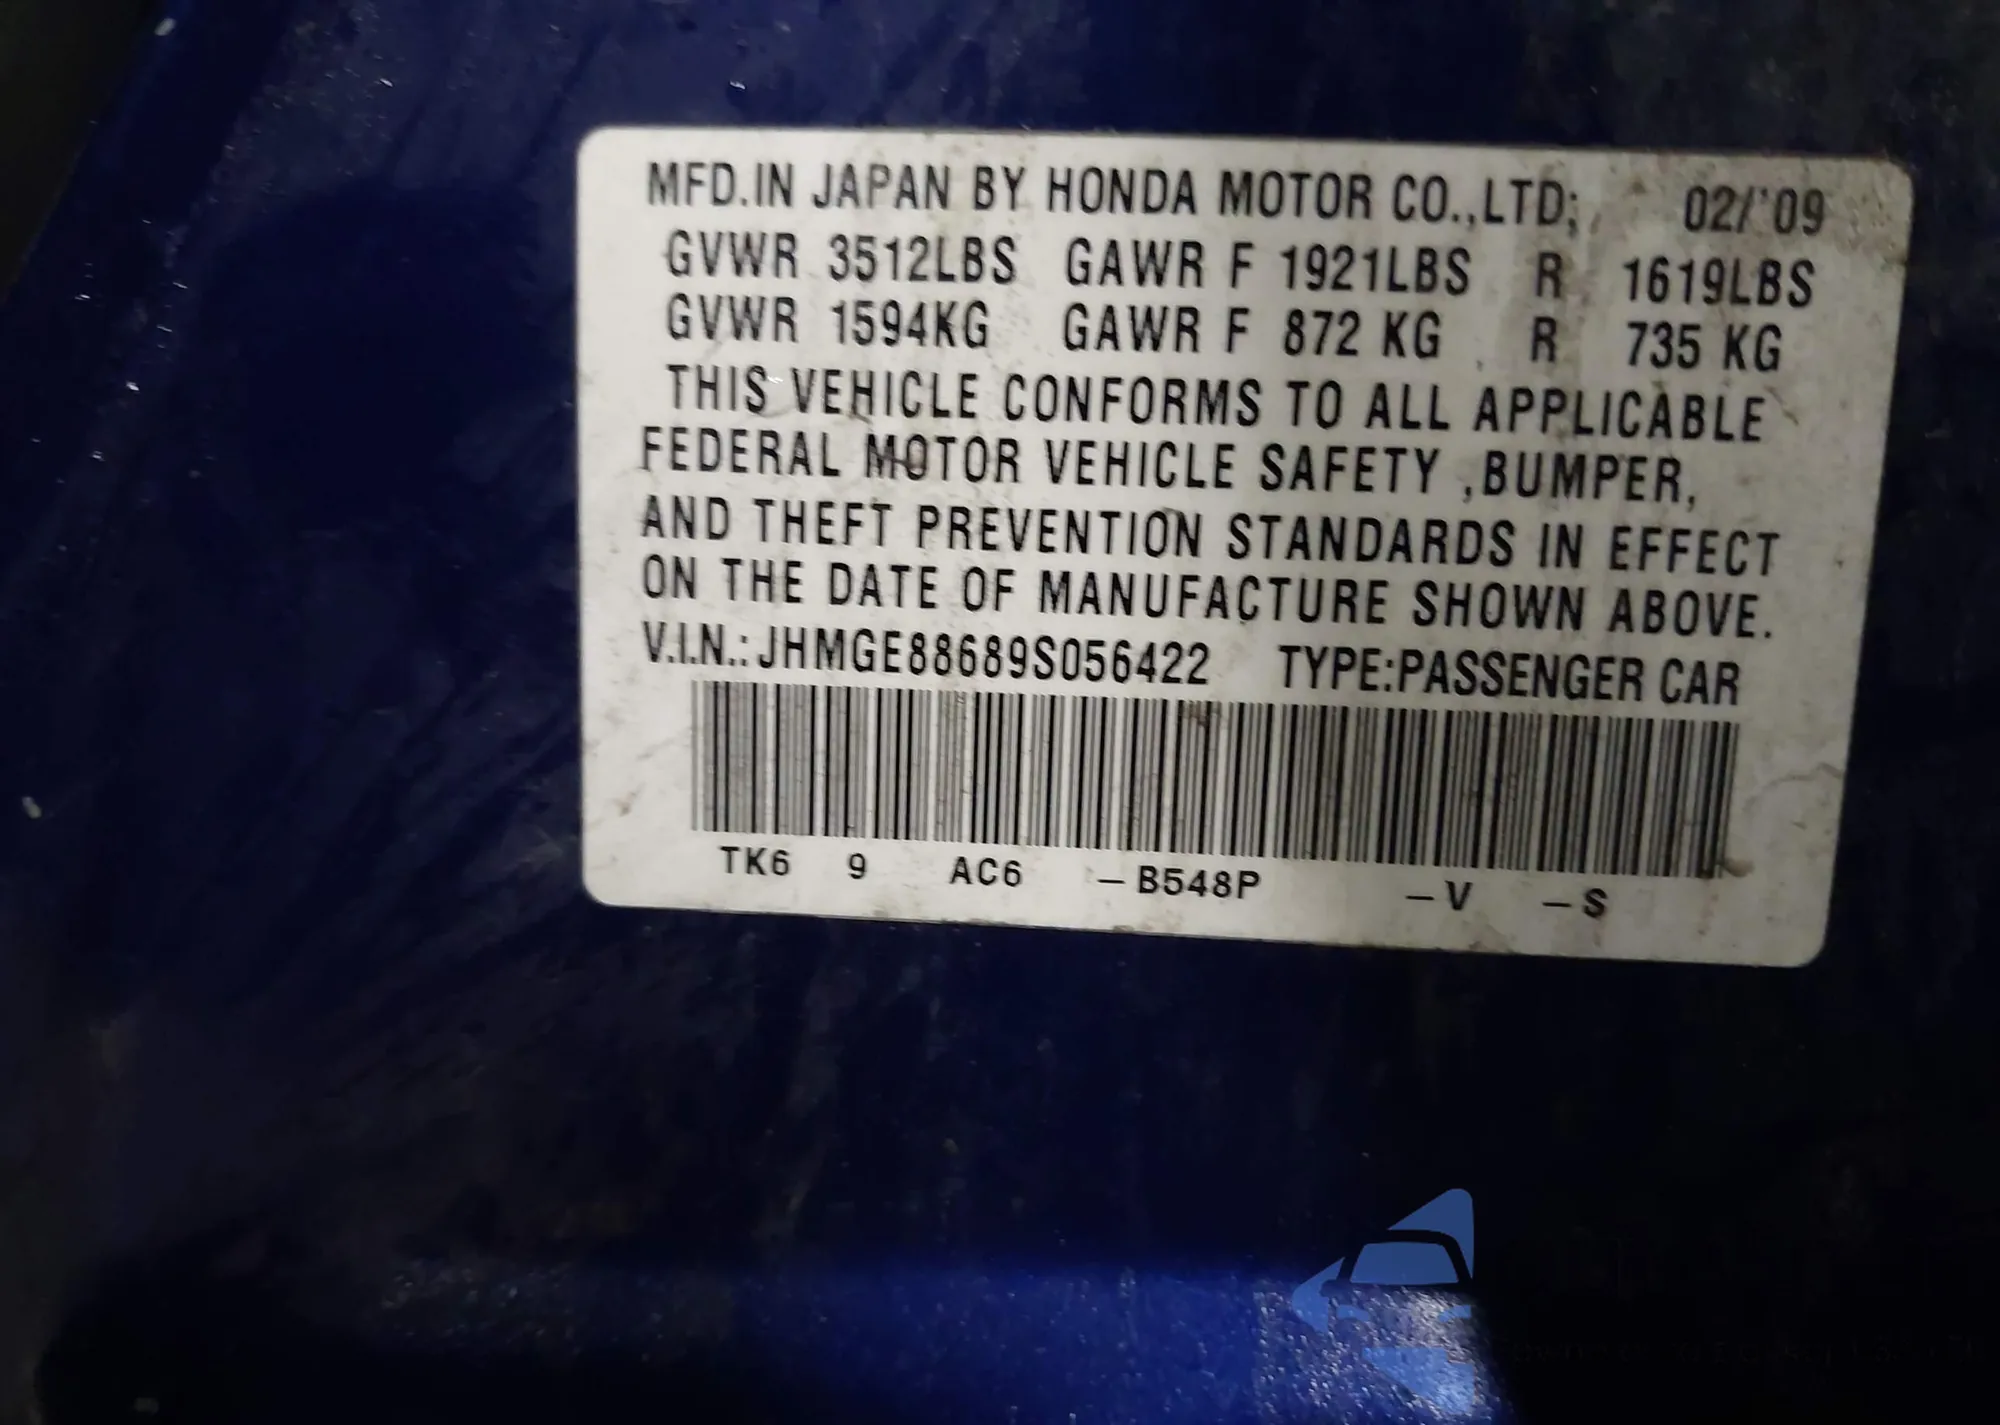 MFD.IN JAPAN BY HONDA MOTOR CO.,LTD; 02/'09
GVWR 3512LBS GAWR F 1921LBS R 1619LBS
GVWR 1594KG GAWR F 872 KG R 735 KG
THIS VEHICLE CONFORMS TO ALL APPLICABLE
FEDERAL MOTOR VEHICLE SAFETY ,BUMPER,
AND THEFT PREVENTION STANDARDS IN EFFECT
ON THE DATE OF MANUFACTURE SHOWN ABOVE.
V.I.N.: JHMGE88689S056422 TYPE:PASSENGER CAR
TK6 9 AC6 –B548P –V –S